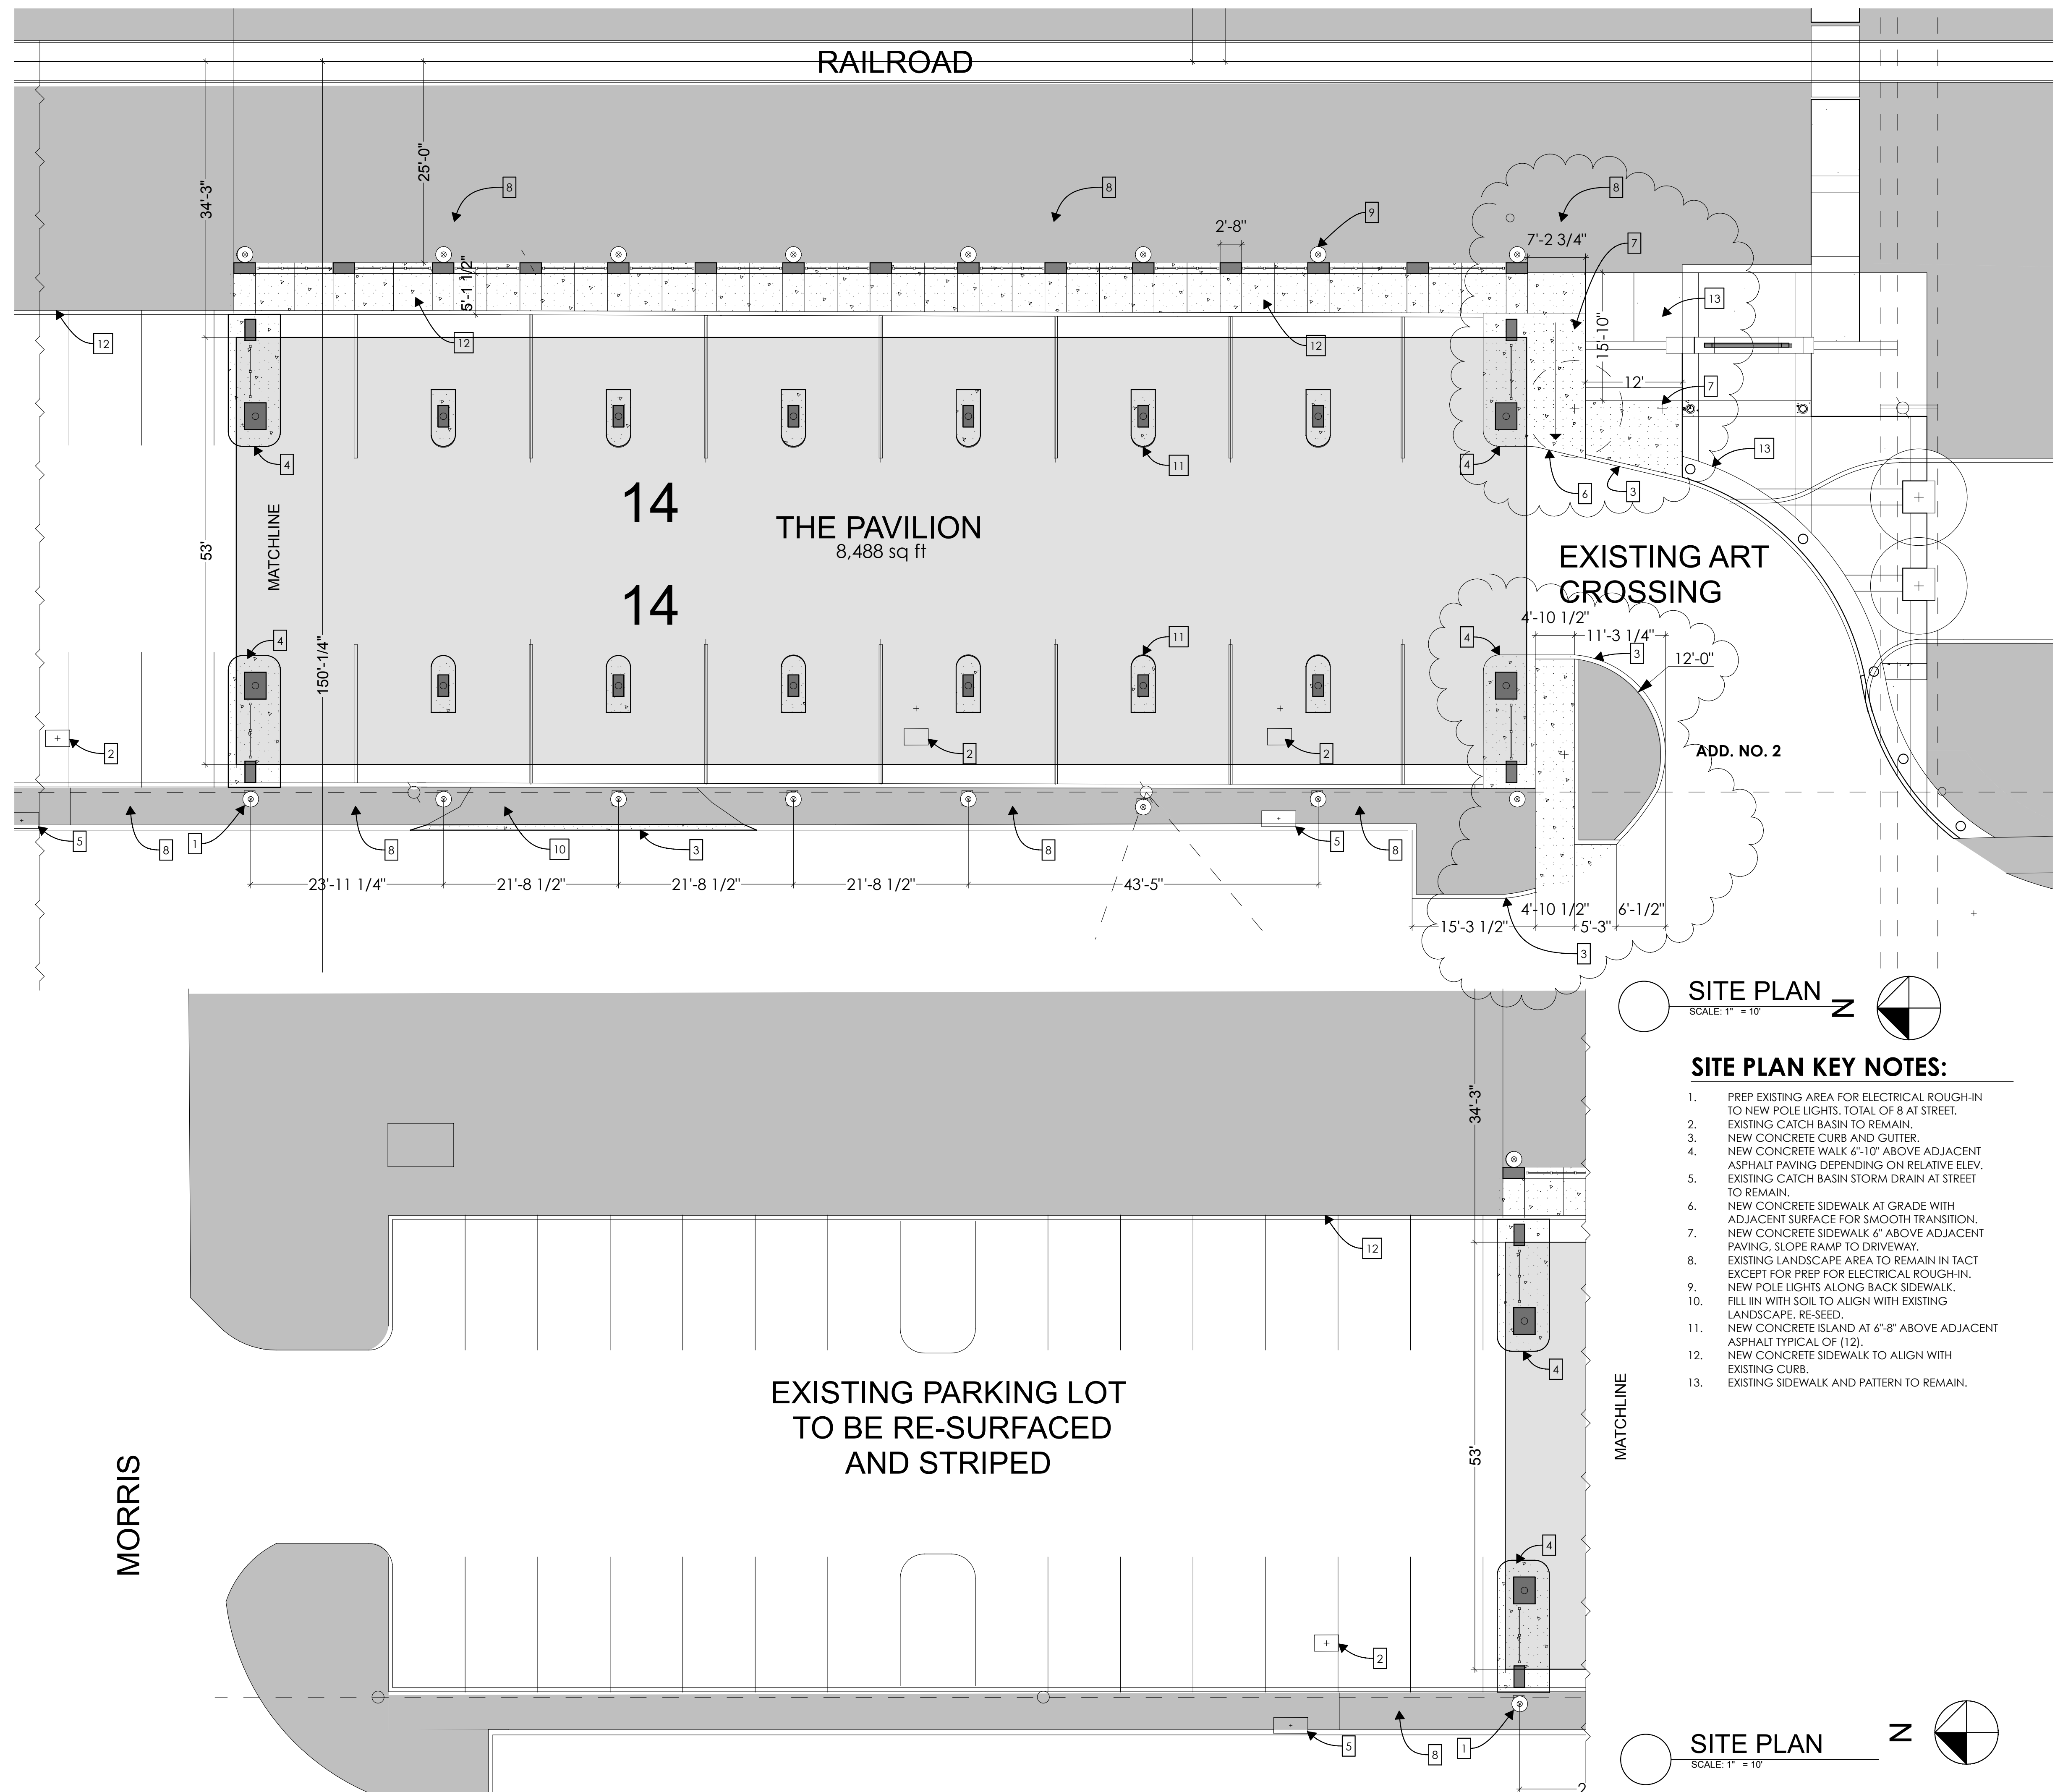 RAILROAD
34'-3"
25'-0"
8
8
8
9
2'-8"
7'-2 3/4"
7
5'-1 1/2"
13
12
12
12
15'-10"
12'
7
4
11
4
13
6
3
MATCHLINE
53'
14
THE PAVILION
8,488 sq ft
14
EXISTING ART
CROSSING
4'-10 1/2"
11'-3 1/4"
4
11
4
3
12'-0"
150'-1/4"
2
2
2
ADD. NO. 2
5
8
1
8
10
3
8
5
8
23'-11 1/4"
21'-8 1/2"
21'-8 1/2"
21'-8 1/2"
43'-5"
15'-3 1/2"
4'-10 1/2"
5'-3"
6'-1/2"
3
SITE PLAN
SCALE: 1" = 10'
N
SITE PLAN KEY NOTES:
1. PREP EXISTING AREA FOR ELECTRICAL ROUGH-IN
TO NEW POLE LIGHTS. TOTAL OF 8 AT STREET.
2. EXISTING CATCH BASIN TO REMAIN.
3. NEW CONCRETE CURB AND GUTTER.
4. NEW CONCRETE WALK 6"-10" ABOVE ADJACENT
ASPHALT PAVING DEPENDING ON RELATIVE ELEV.
5. EXISTING CATCH BASIN STORM DRAIN AT STREET
TO REMAIN.
6. NEW CONCRETE SIDEWALK AT GRADE WITH
ADJACENT SURFACE FOR SMOOTH TRANSITION.
7. NEW CONCRETE SIDEWALK 6" ABOVE ADJACENT
PAVING, SLOPE RAMP TO DRIVEWAY.
8. EXISTING LANDSCAPE AREA TO REMAIN IN TACT
EXCEPT FOR PREP FOR ELECTRICAL ROUGH-IN.
9. NEW POLE LIGHTS ALONG BACK SIDEWALK.
10. FILL IIN WITH SOIL TO ALIGN WITH EXISTING
LANDSCAPE. RE-SEED.
11. NEW CONCRETE ISLAND AT 6"-8" ABOVE ADJACENT
ASPHALT TYPICAL OF (12).
12. NEW CONCRETE SIDEWALK TO ALIGN WITH
EXISTING CURB.
13. EXISTING SIDEWALK AND PATTERN TO REMAIN.
34'-3"
12
4
EXISTING PARKING LOT
TO BE RE-SURFACED
AND STRIPED
MATCHLINE
53'
MORRIS
4
2
5
8
1
2
SITE PLAN
SCALE: 1" = 10'
N